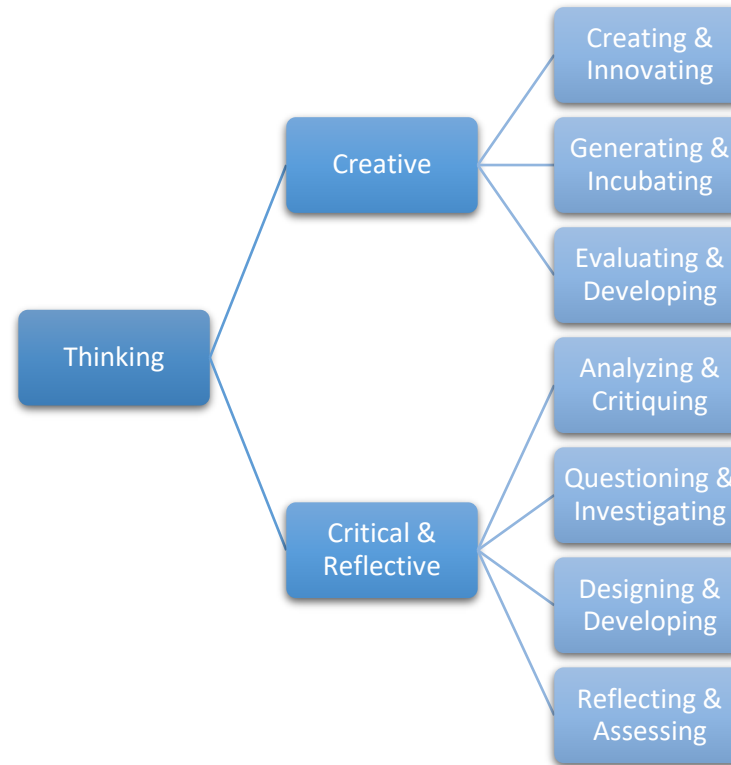 Thinking
Creative
Creating &
Innovating
Generating &
Incubating
Evaluating &
Developing
Critical &
Reflective
Analyzing &
Critiquing
Questioning &
Investigating
Designing &
Developing
Reflecting &
Assessing